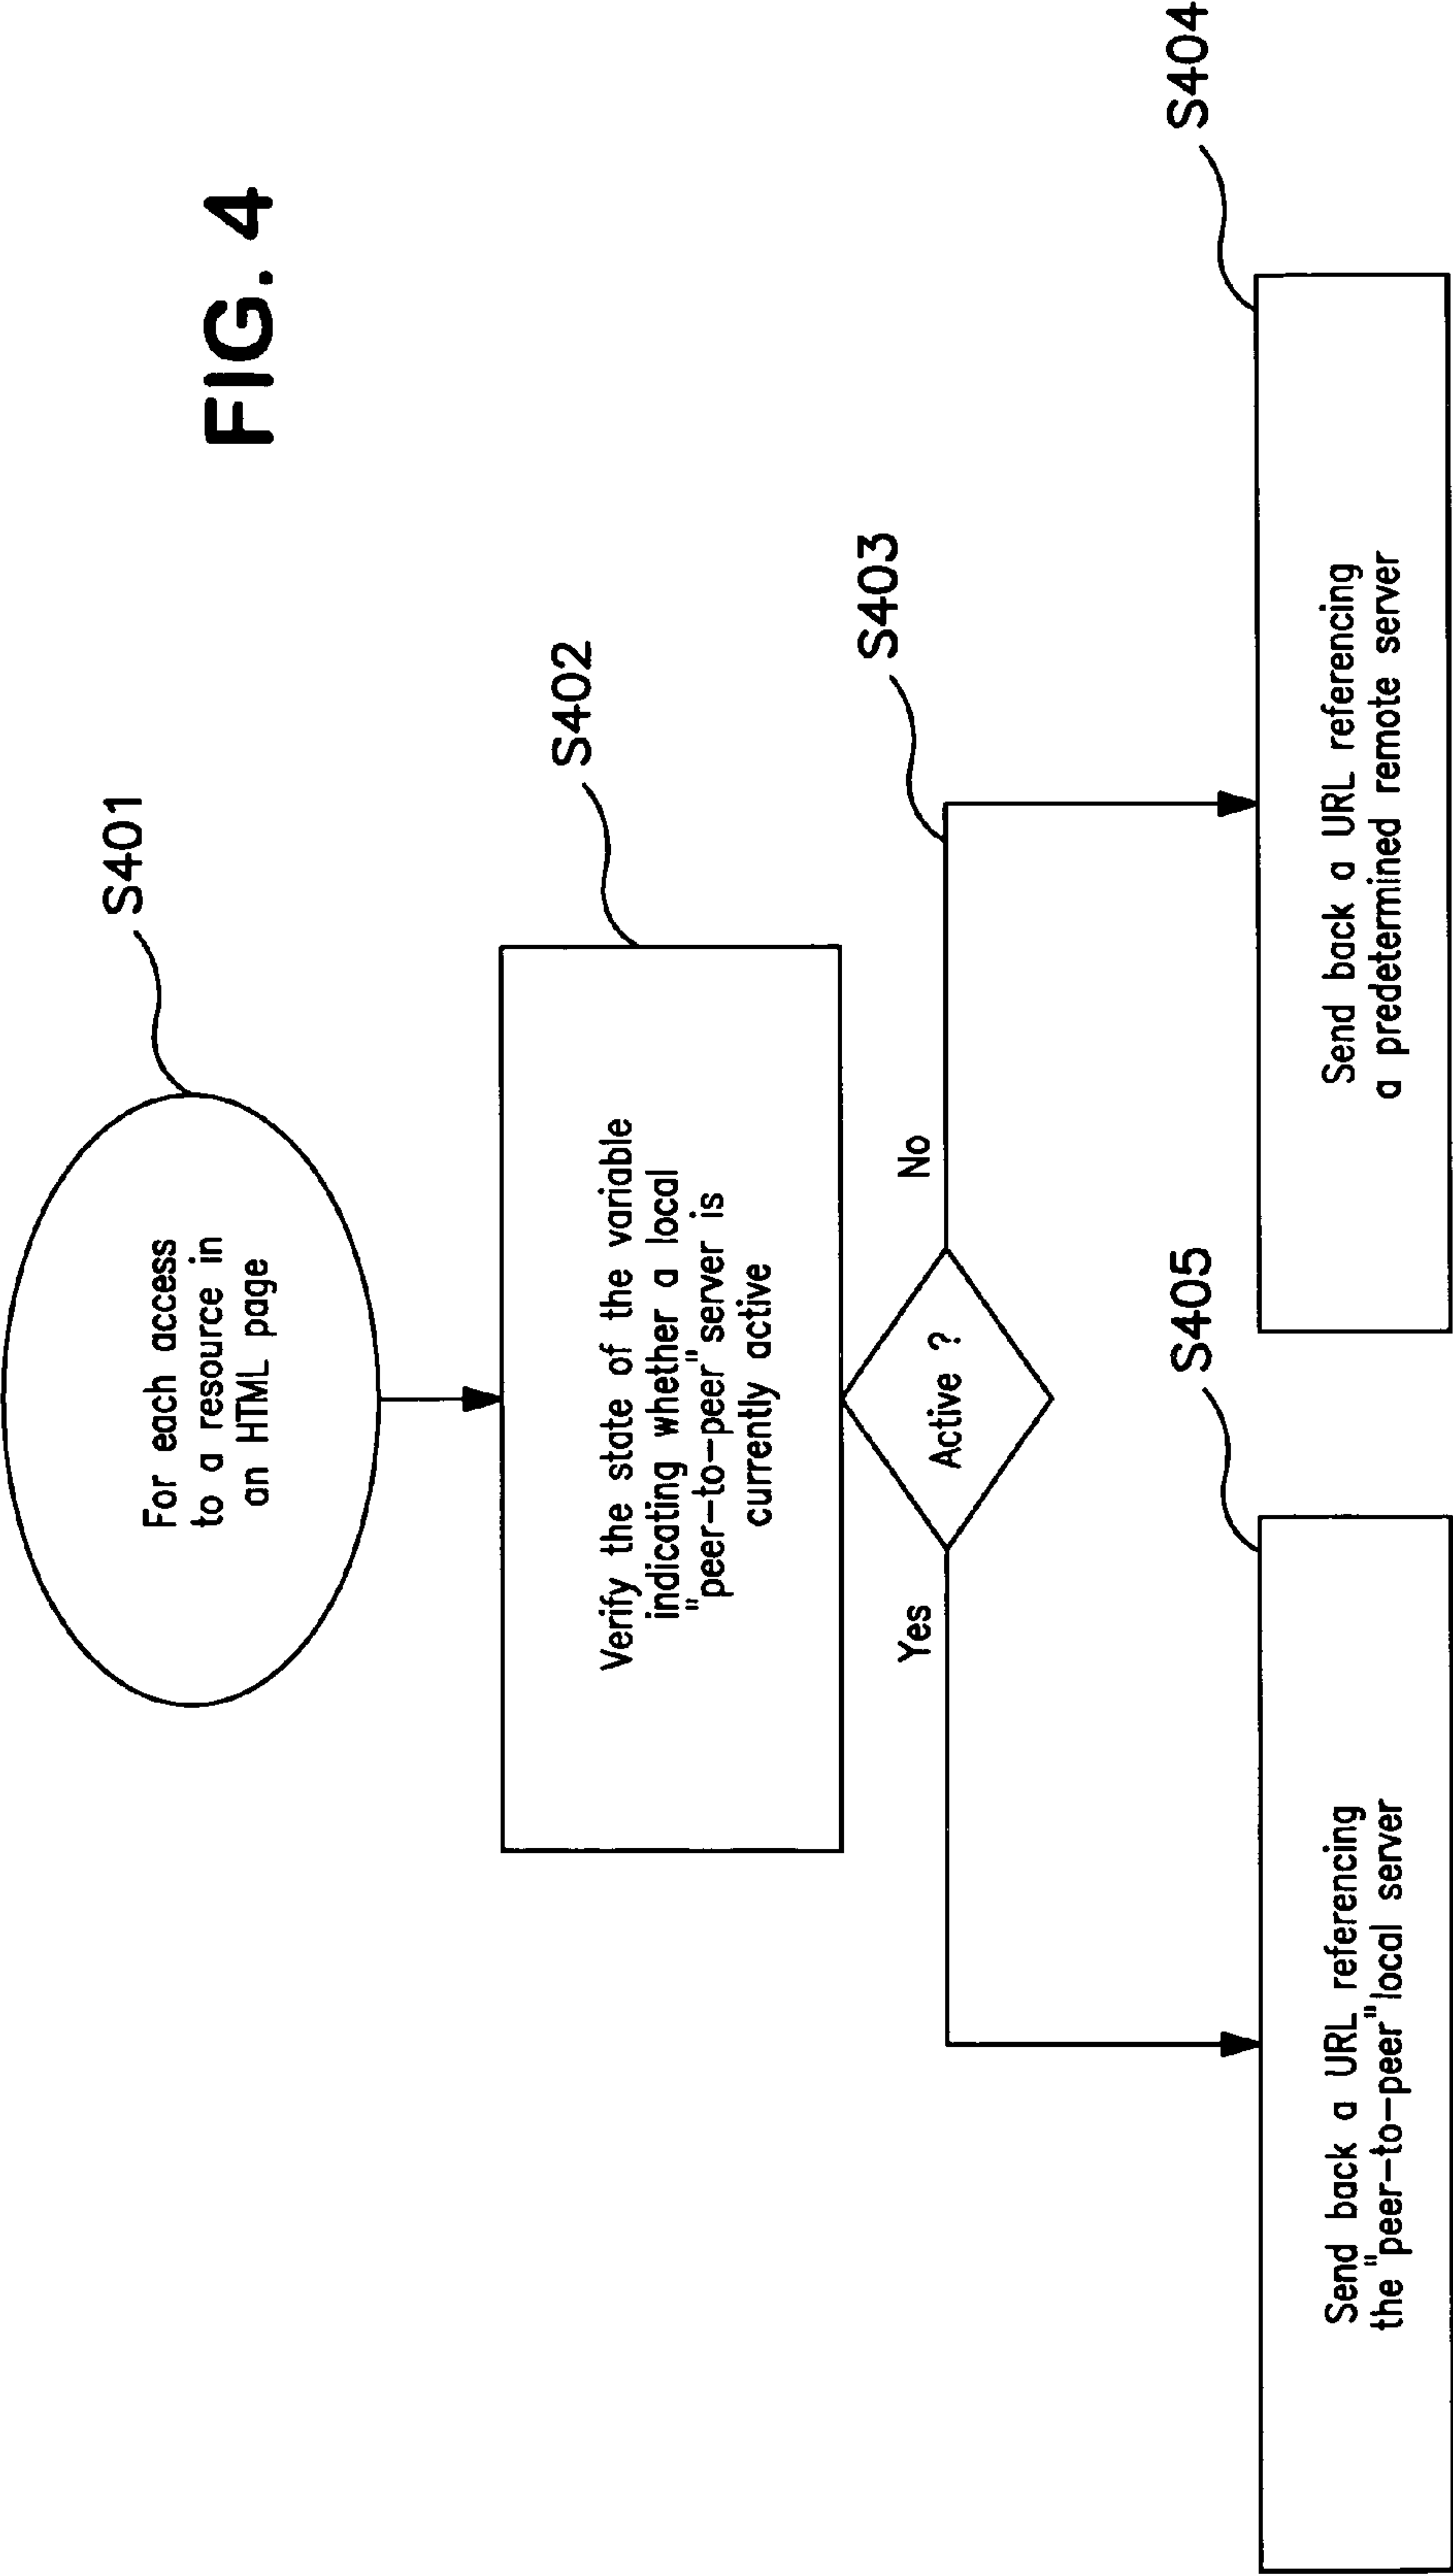 FIG. 4
S401
For each access
to a resource in
an HTML page
S402
Verify the state of the variable
indicating whether a local
"peer-to-peer" server is
currently active
S403
Active ?
Yes
No
S405
Send back a URL referencing
the "peer-to-peer" local server
S404
Send back a URL referencing
a predetermined remote server